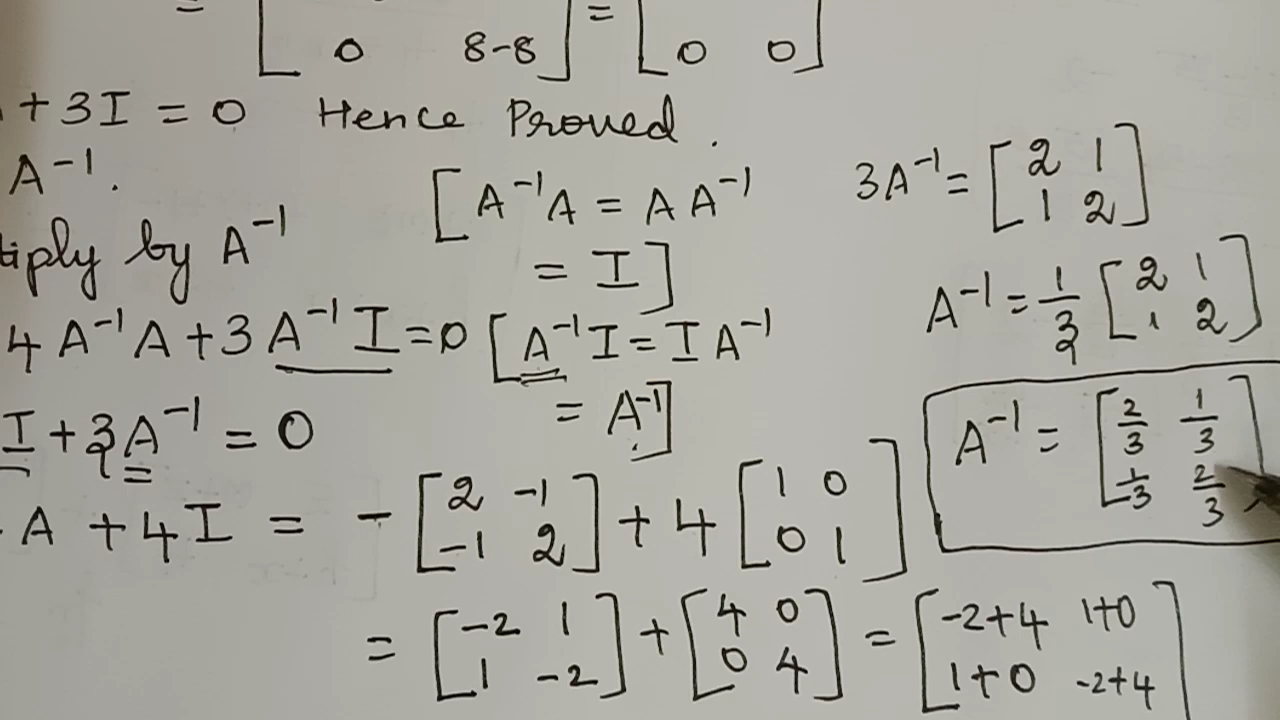 = [ 0 8-8 ] = [ 0 0 ]
+3I = 0 Hence Proved.
A⁻¹.
tiply by A⁻¹
[A⁻¹A = AA⁻¹
= I]
4A⁻¹A+3A⁻¹I=0 [A⁻¹I=IA⁻¹
= A⁻¹]
I+3A⁻¹ = 0
A +4I = -[2 -1
-1 2] + 4[1 0
0 1]
= [-2 1
1 -2] + [4 0
0 4] = [-2+4 1+0
1+0 -2+4
3A⁻¹= [2 1
1 2]
A⁻¹ = 1/3 [2 1
1 2]
A⁻¹ = [2/3 1/3
1/3 2/3]